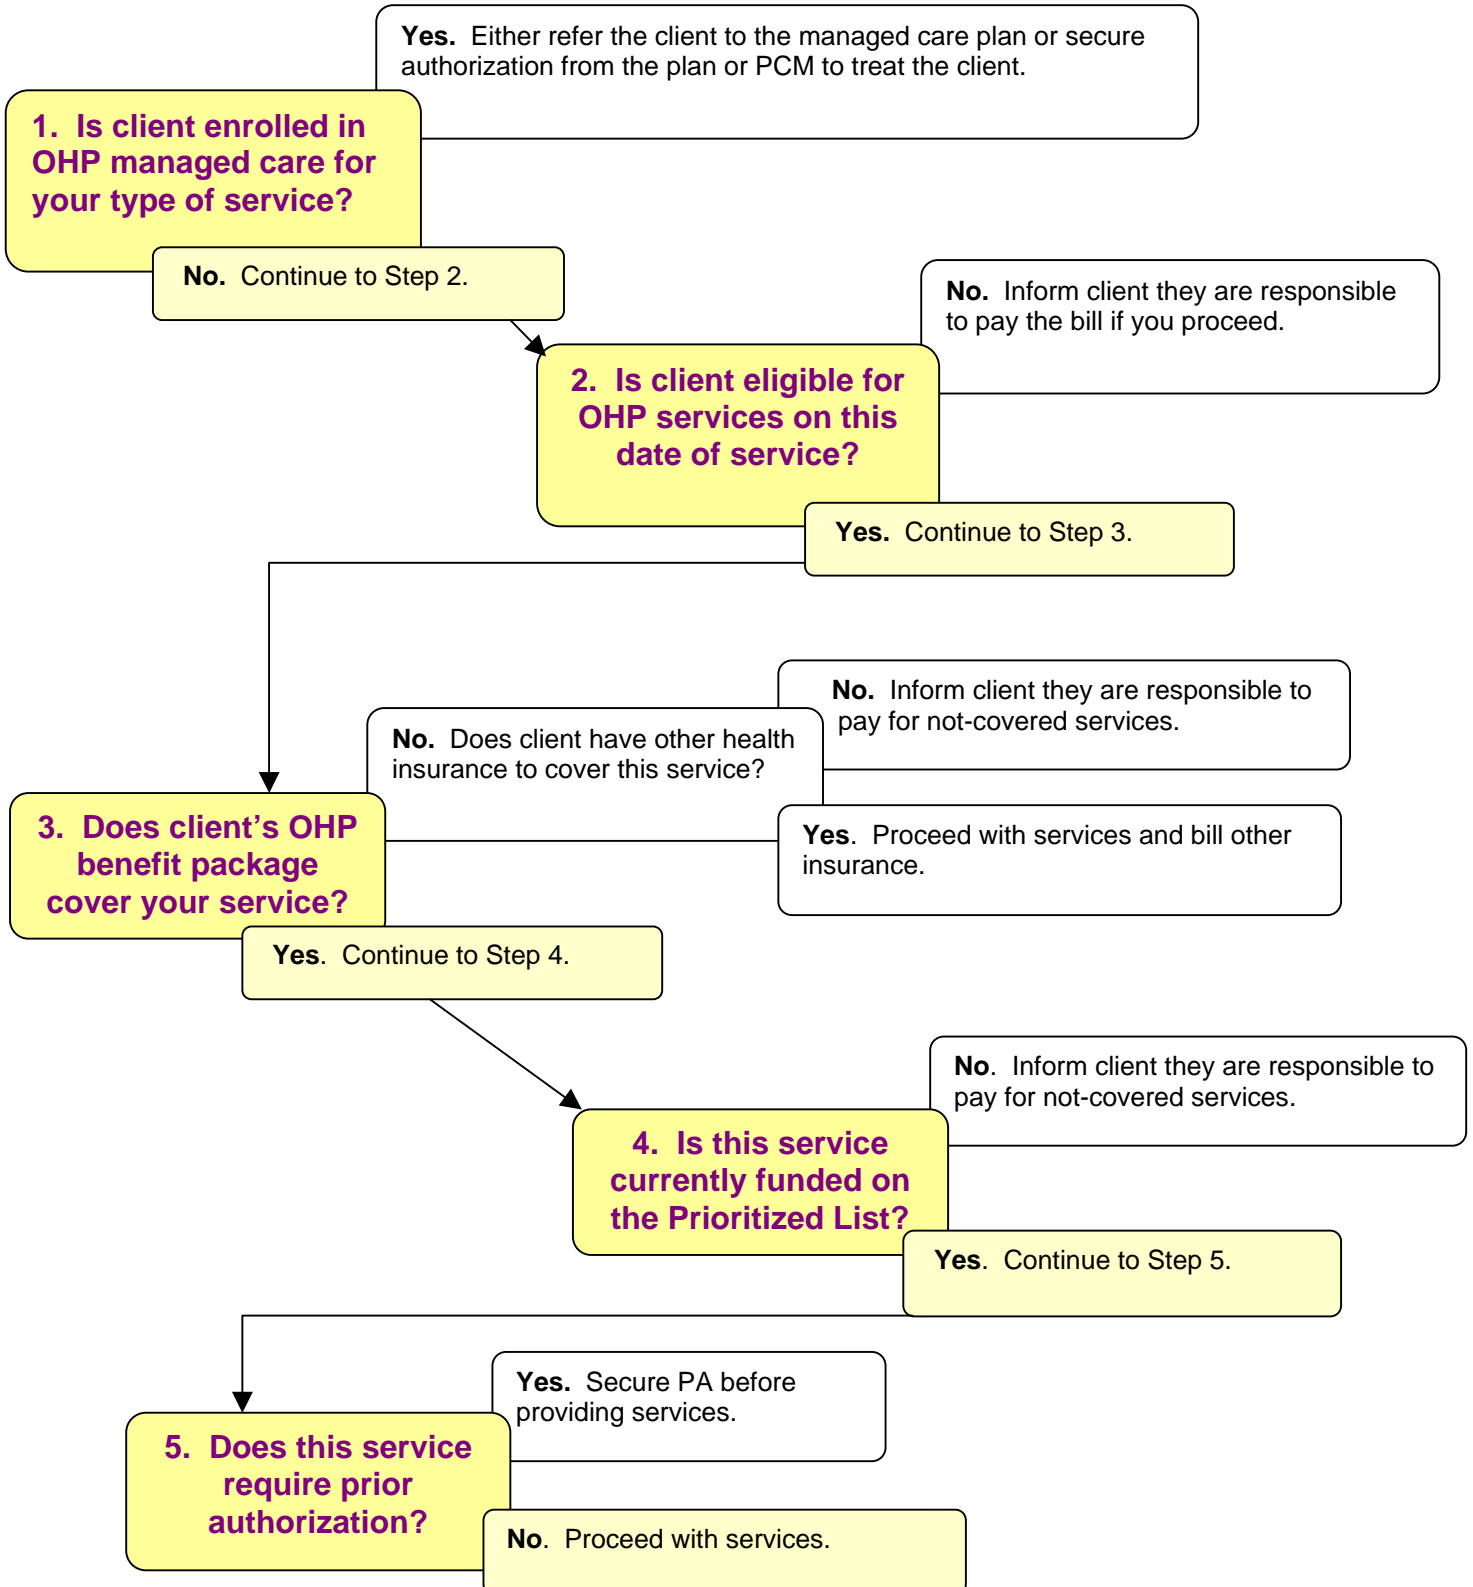 Yes. Either refer the client to the managed care plan or secure
authorization from the plan or PCM to treat the client.
1. Is client enrolled in
OHP managed care for
your type of service?
No. Continue to Step 2.
No. Inform client they are responsible
to pay the bill if you proceed.
2. Is client eligible for
OHP services on this
date of service?
Yes. Continue to Step 3.
No. Inform client they are responsible to
pay for not-covered services.
No. Does client have other health
insurance to cover this service?
Yes. Proceed with services and bill other
insurance.
3. Does client’s OHP
benefit package
cover your service?
Yes. Continue to Step 4.
No. Inform client they are responsible to
pay for not-covered services.
4. Is this service
currently funded on
the Prioritized List?
Yes. Continue to Step 5.
Yes. Secure PA before
providing services.
5. Does this service
require prior
authorization?
No. Proceed with services.